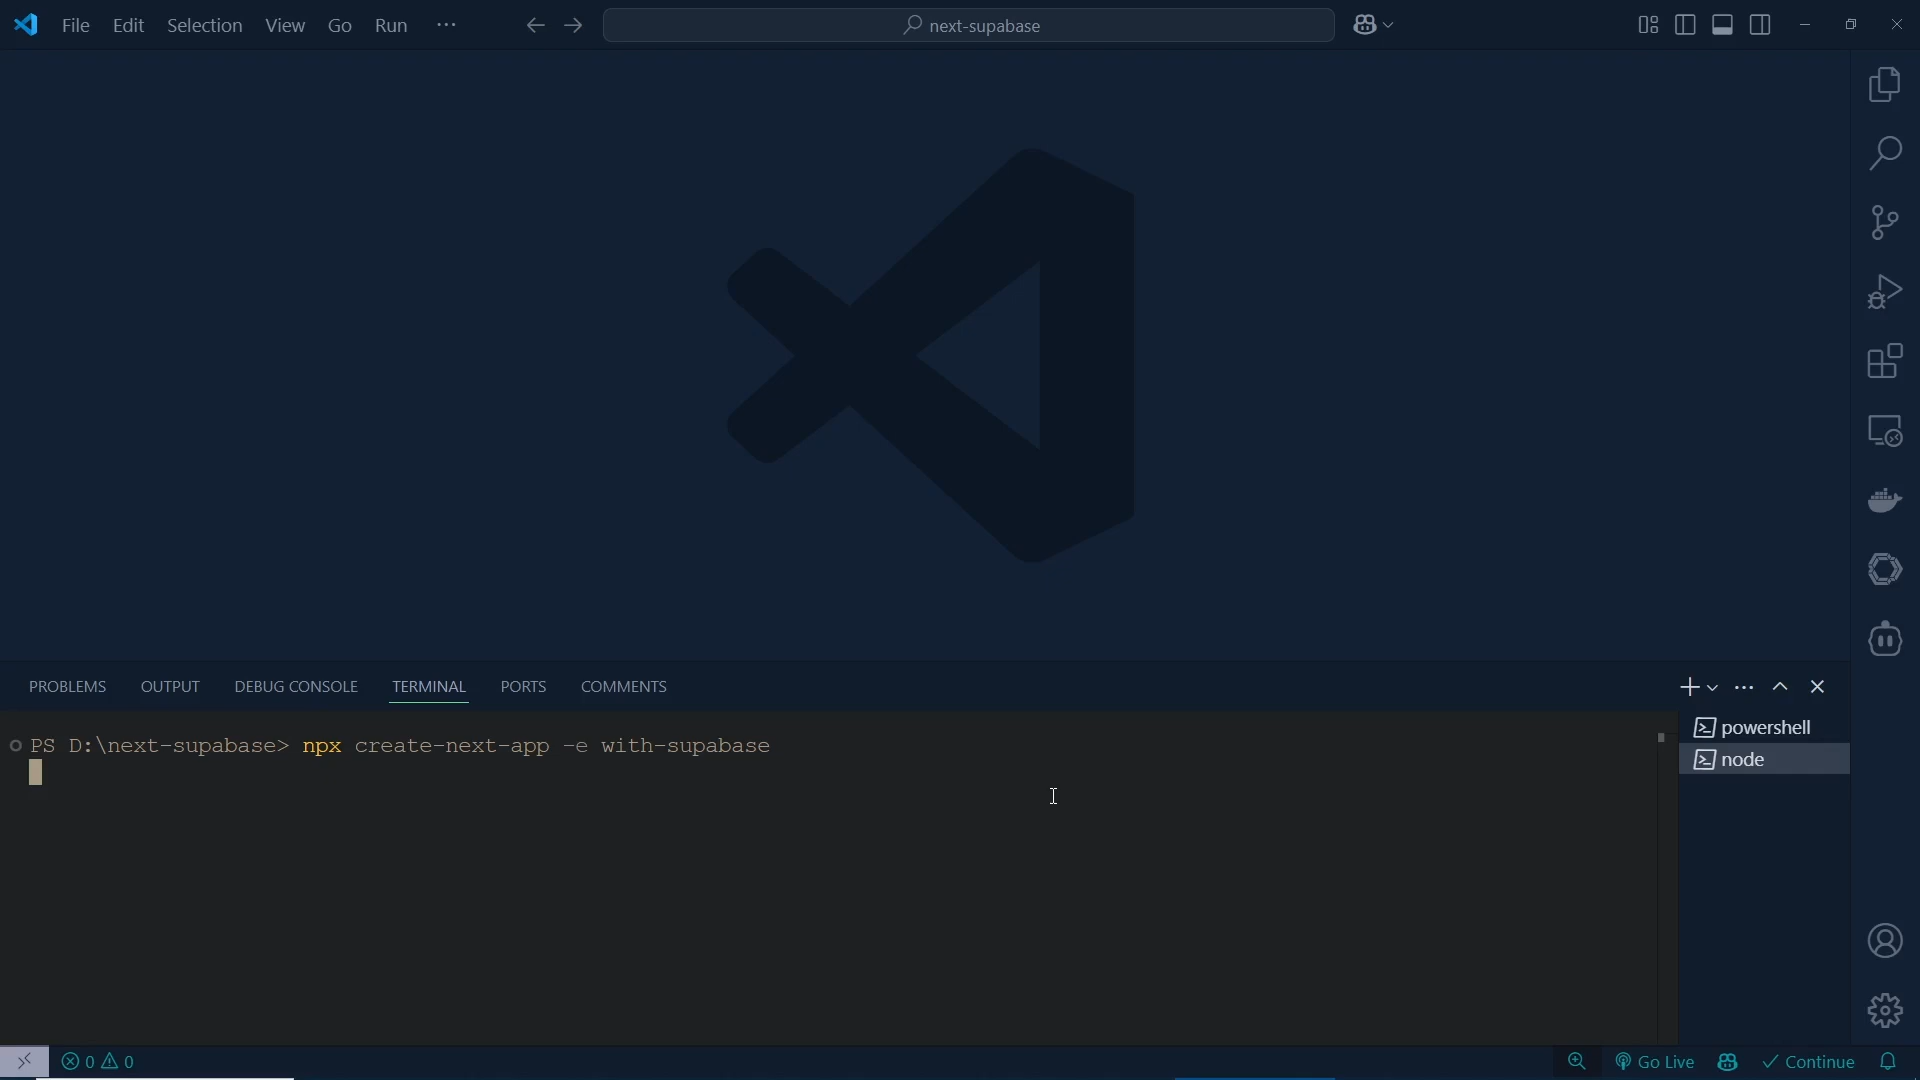 File Edit Selection View Go Run ···
next-supabase
PROBLEMS OUTPUT DEBUG CONSOLE TERMINAL PORTS COMMENTS
PS D:\next-supabase> npx create-next-app -e with-supabase
powershell
node
0 0
Go Live
Continue